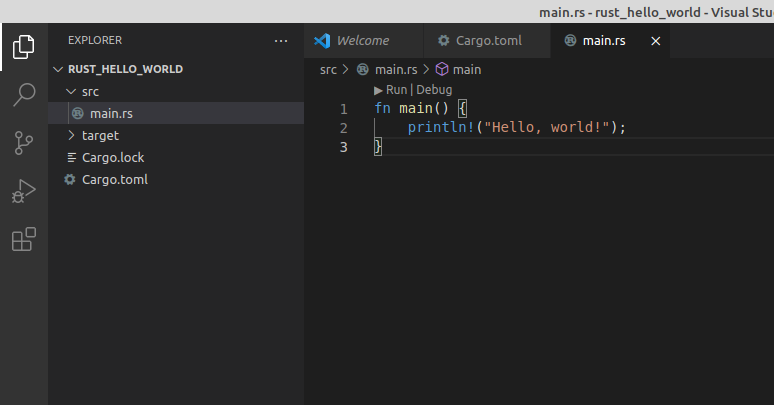 main.rs - rust_hello_world - Visual Stu
EXPLORER
RUST_HELLO_WORLD
src
main.rs
target
Cargo.lock
Cargo.toml
Welcome Cargo.toml main.rs
src > main.rs > main
Run | Debug
1 fn main() {
2 println!("Hello, world!");
3 }